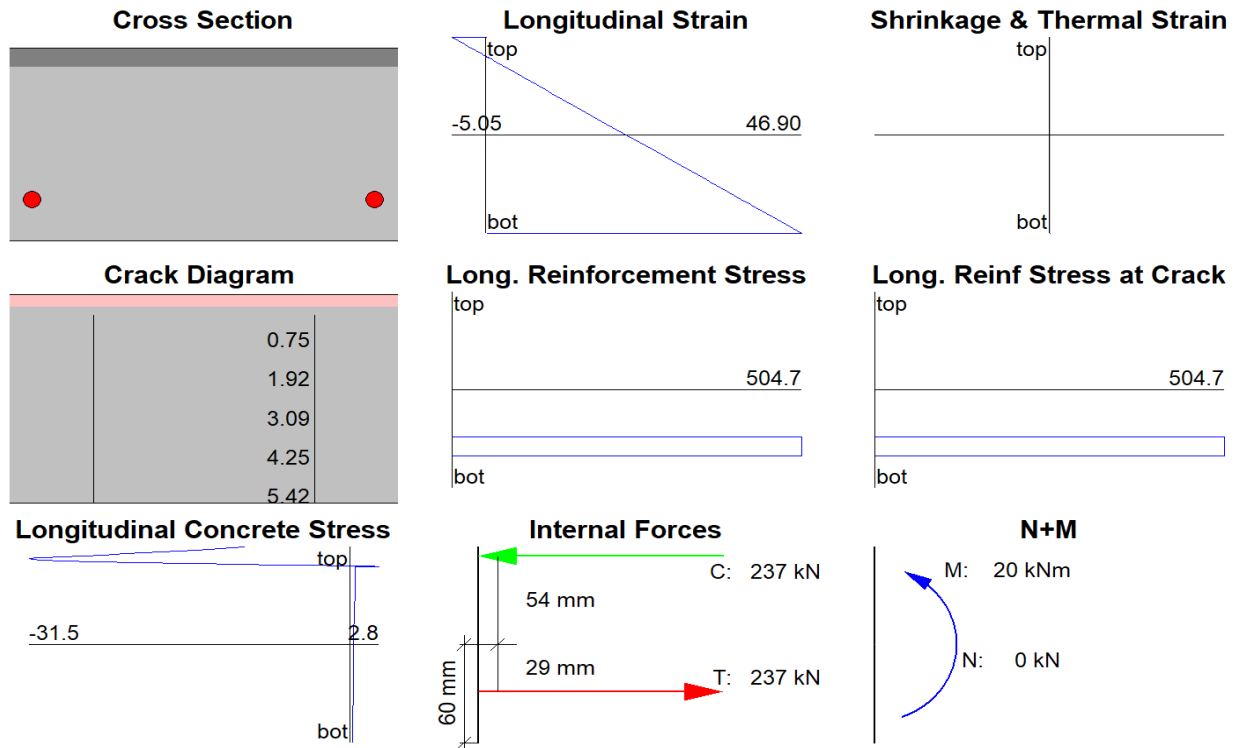 Cross Section
Longitudinal Strain
top
-5.05 46.90
bot
Shrinkage & Thermal Strain
top
bot
Crack Diagram
0.75
1.92
3.09
4.25
5.42
Long. Reinforcement Stress
top
504.7
bot
Long. Reinf Stress at Crack
top
504.7
bot
Longitudinal Concrete Stress
top
-31.5 2.8
bot
Internal Forces
C: 237 kN
54 mm
29 mm
T: 237 kN
60 mm
N+M
M: 20 kNm
N: 0 kN